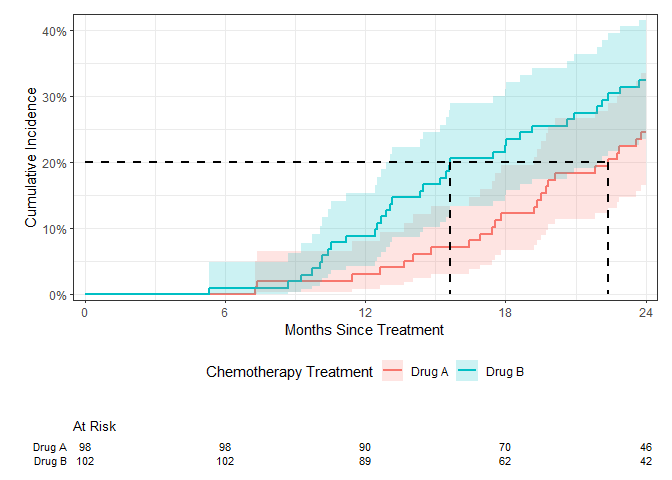 Cumulative Incidence
40%
30%
20%
10%
0%
0 6 12 18 24
Months Since Treatment
Chemotherapy Treatment Drug A Drug B
At Risk
Drug A 98 98 90 70 46
Drug B 102 102 89 62 42